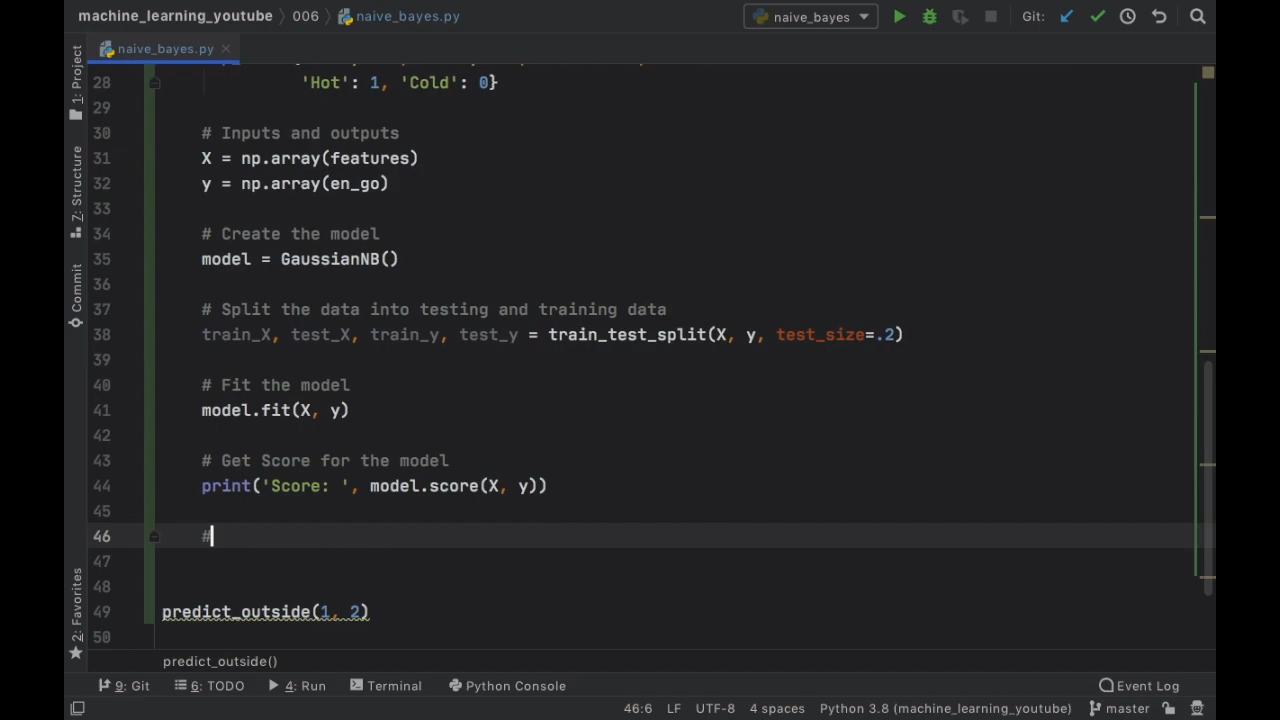 machine_learning_youtube 006 naive_bayes.py naive_bayes Git:
naive_bayes.py
28 'Hot': 1, 'Cold': 0}
29
30 # Inputs and outputs
31 X = np.array(features)
32 y = np.array(en_go)
33
34 # Create the model
35 model = GaussianNB()
36
37 # Split the data into testing and training data
38 train_X, test_X, train_y, test_y = train_test_split(X, y, test_size=.2)
39
40 # Fit the model
41 model.fit(X, y)
42
43 # Get Score for the model
44 print('Score: ', model.score(X, y))
45
46 #
47
48
49 predict_outside(1, 2)
50
predict_outside()
1: Project
7: Structure
Commit
2: Favorites
9: Git 6: TODO 4: Run Terminal Python Console Event Log
46:6 LF UTF-8 4 spaces Python 3.8 (machine_learning_youtube) master